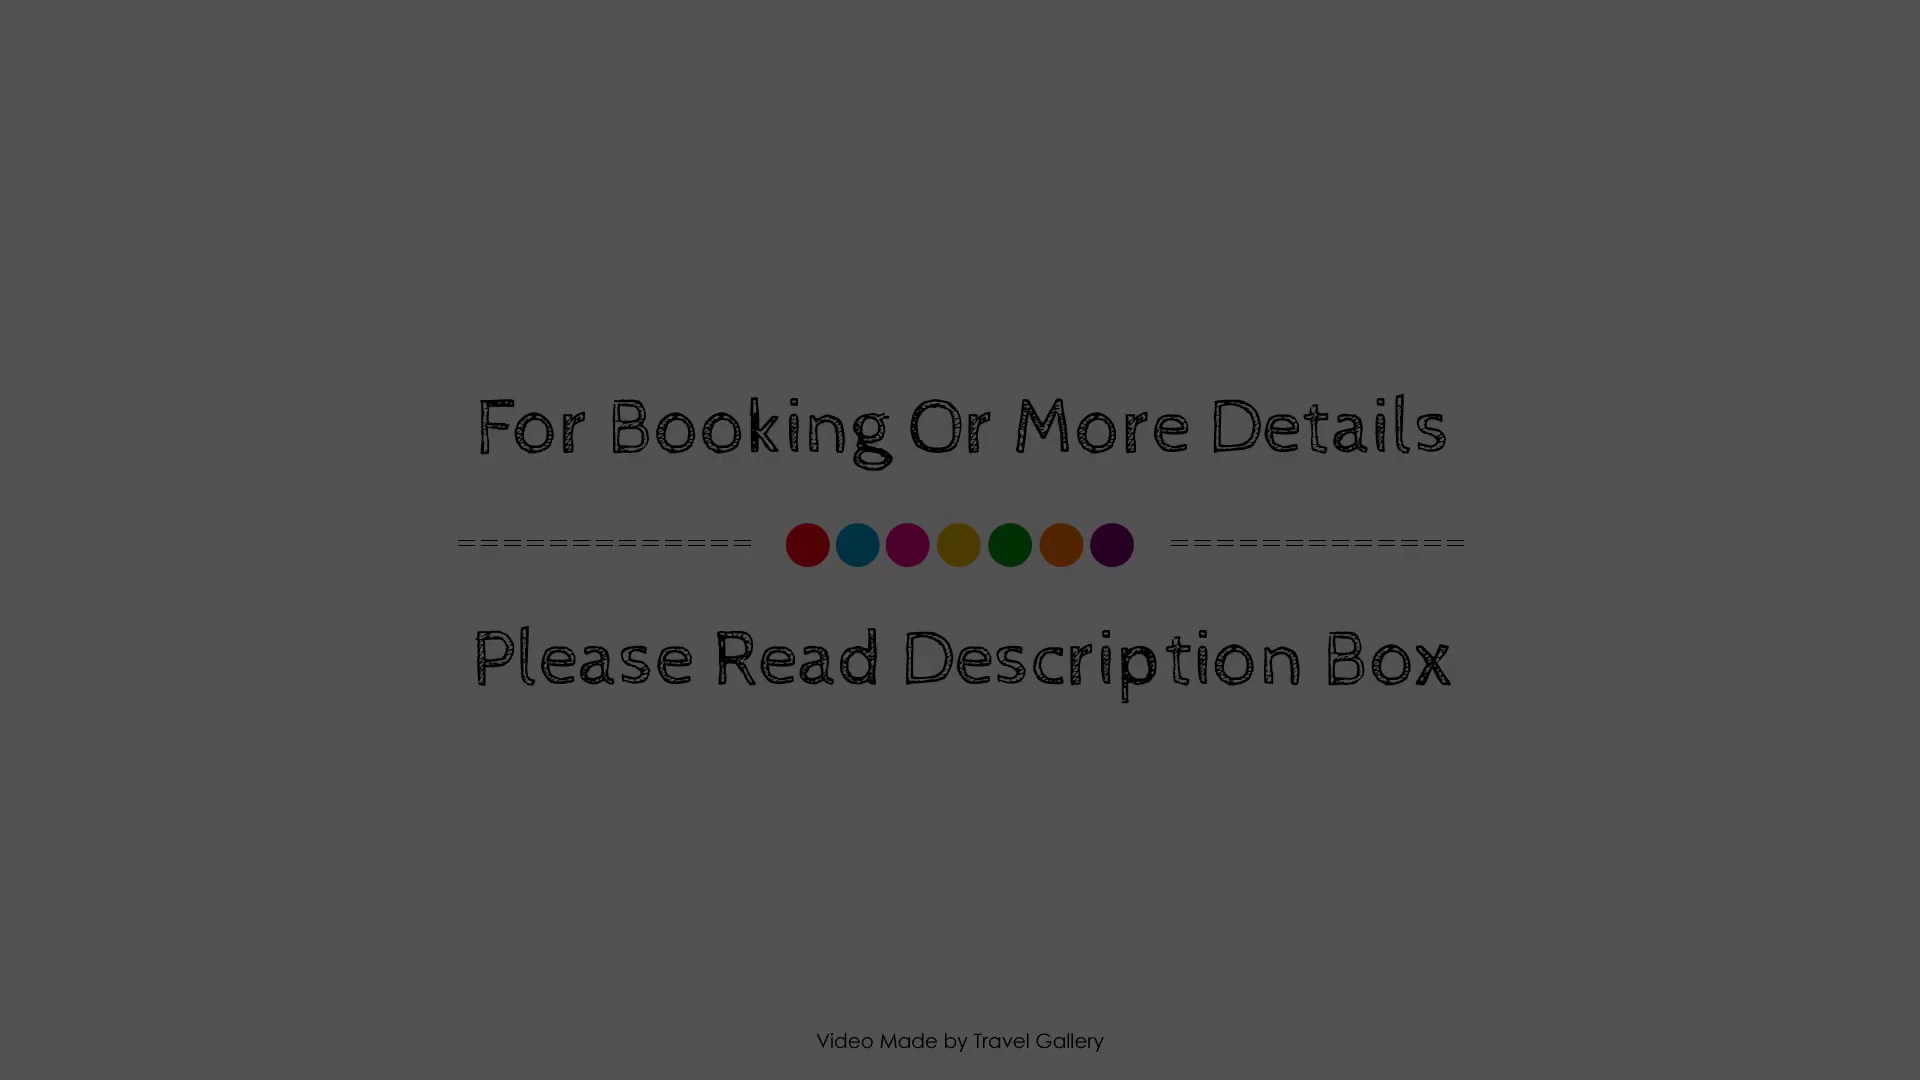 For Booking Or More Details
============= =============
Please Read Description Box
Video Made by Travel Gallery